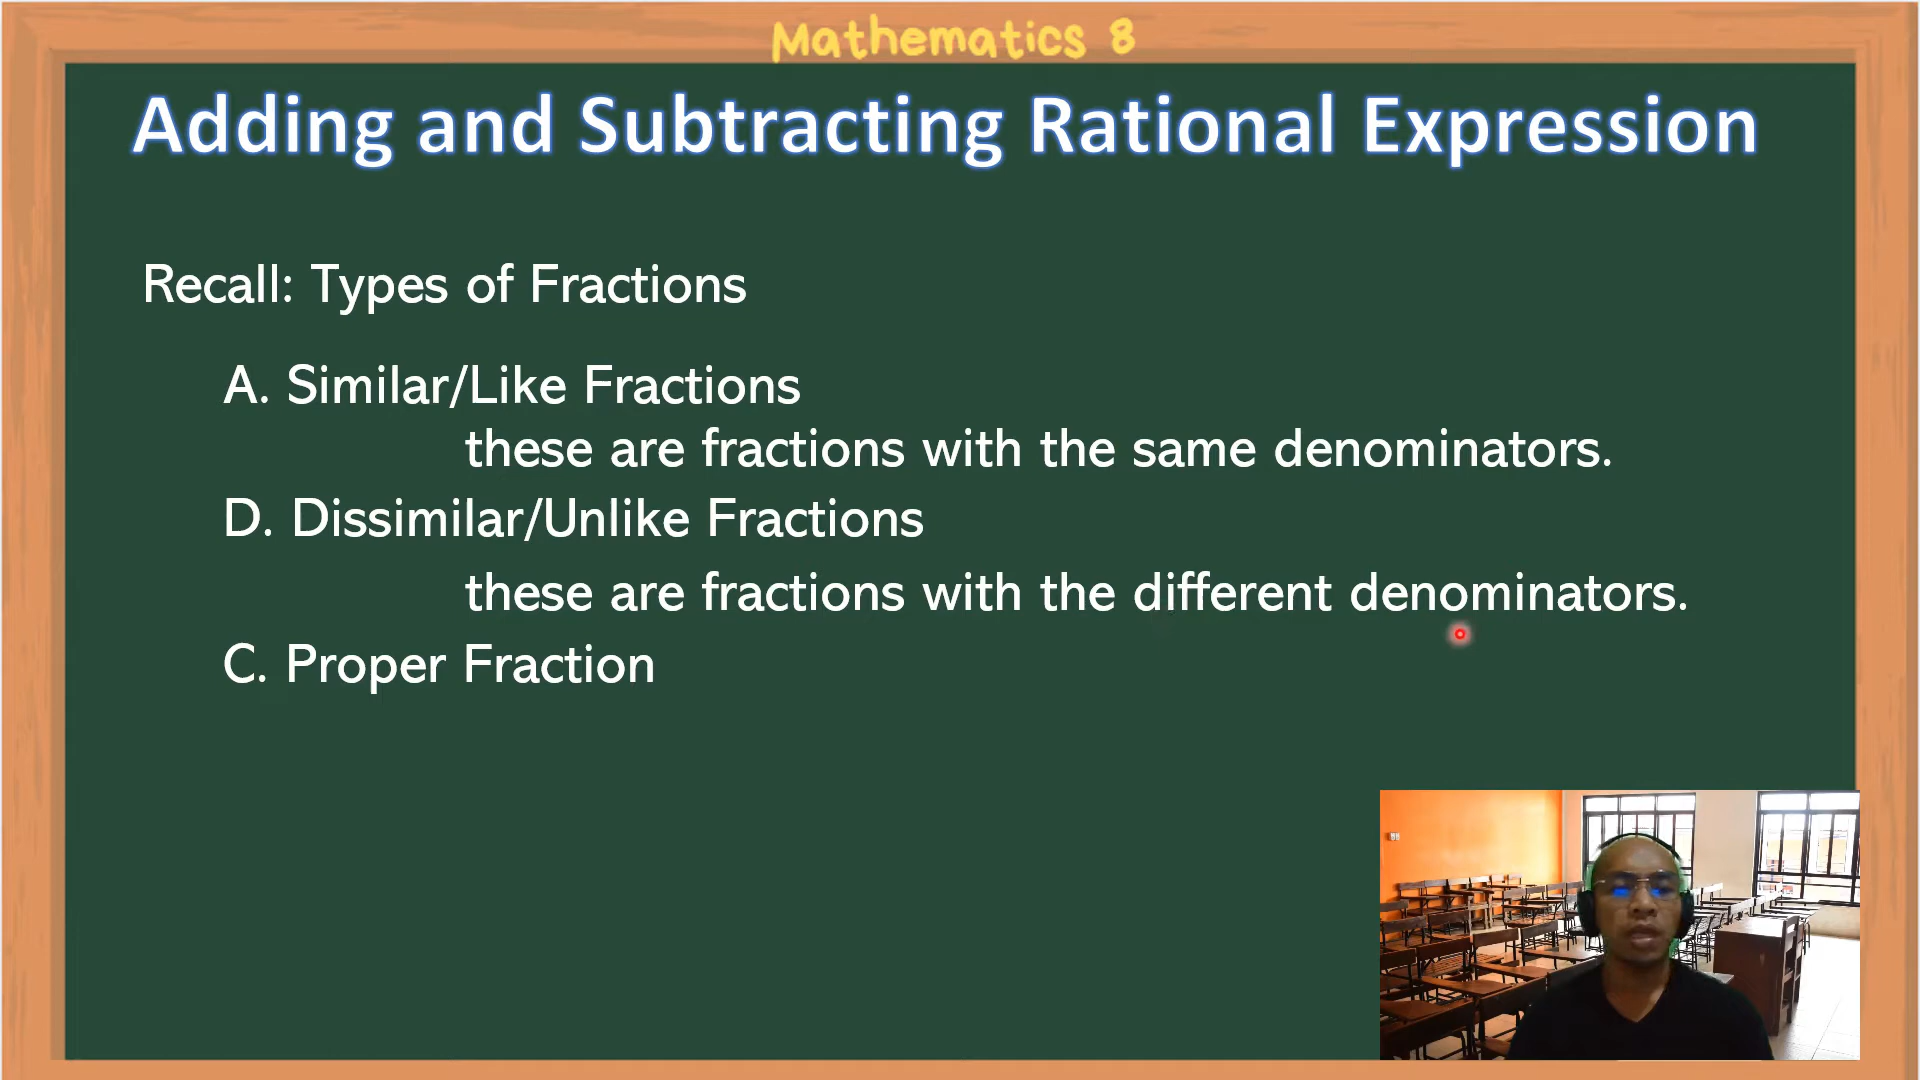 Mathematics 8
Adding and Subtracting Rational Expression
Recall: Types of Fractions
A. Similar/Like Fractions
these are fractions with the same denominators.
D. Dissimilar/Unlike Fractions
these are fractions with the different denominators.
C. Proper Fraction